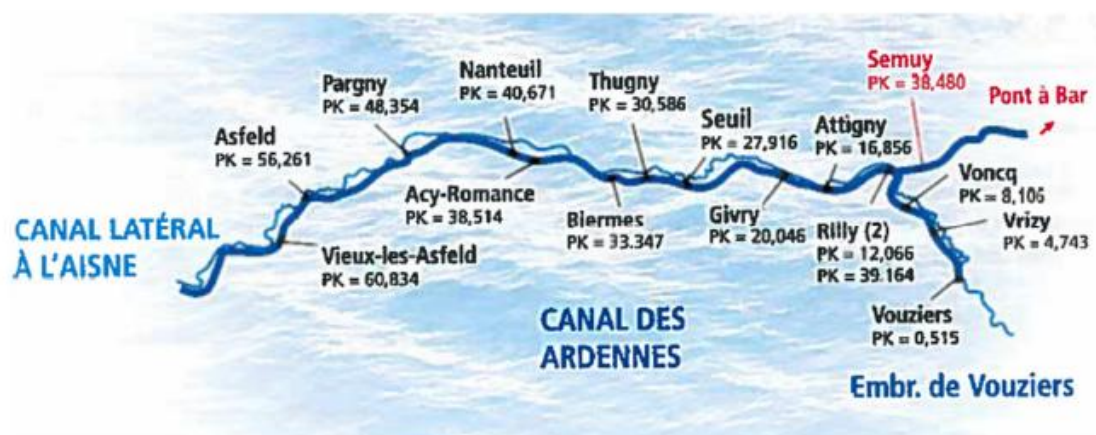 Semuy
PK = 38,480
Pont à Bar
Nanteuil
PK = 40,671
Thugny
PK = 30,586
Pargny
PK = 48,354
Seuil
PK = 27,916
Attigny
PK = 16,856
Asfeld
PK = 56,261
Voncq
PK = 8,106
Acy-Romance
PK = 38,514
Biermes
PK = 33.347
Givry
PK = 20,046
Rilly (2)
PK = 12,066
PK = 39.164
Vrizy
PK = 4,743
CANAL LATÉRAL
À L'AISNE
Vieux-les-Asfeld
PK = 60,834
Vouziers
PK = 0,515
CANAL DES
ARDENNES
Embr. de Vouziers